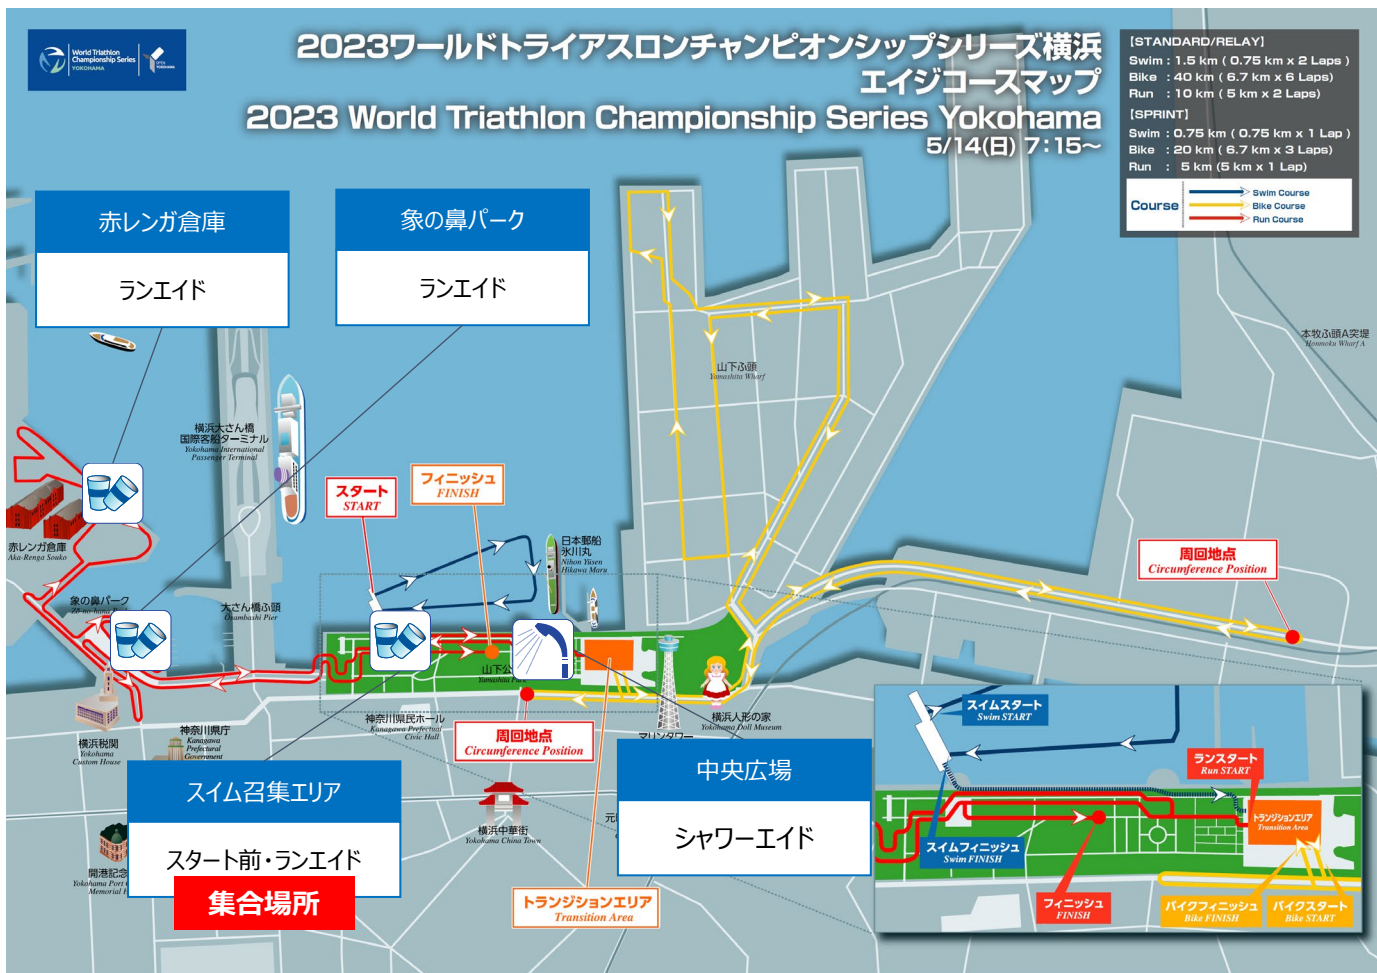 World Triathlon
Championship Series
YOKOHAMA
2023ワールドトライアスロンチャンピオンシップシリーズ横浜
エイジコースマップ
2023 World Triathlon Championship Series Yokohama
5/14(日) 7:15～
[STANDARD/RELAY]
Swim : 1.5 km ( 0.75 km x 2 Laps )
Bike : 40 km ( 6.7 km x 6 Laps)
Run : 10 km ( 5 km x 2 Laps)
[SPRINT]
Swim : 0.75 km ( 0.75 km x 1 Lap )
Bike : 20 km ( 6.7 km x 3 Laps)
Run : 5 km (5 km x 1 Lap)
Course
Swim Course
Bike Course
Run Course
赤レンガ倉庫
ランエイド
象の鼻パーク
ランエイド
本牧ふ頭A突堤
Honmoku Wharf A
山下ふ頭
Yamashita Wharf
横浜大さん橋
国際客船ターミナル
Yokohama International
Passenger Terminal
スタート
START
フィニッシュ
FINISH
日本郵船
氷川丸
Nihon Yusen
Hikawa Maru
赤レンガ倉庫
Aka-Renga Souko
周回地点
Circumference Position
象の鼻パーク
大さん橋ふ頭
Osambashi Pier
山下公
Yamashita Park
神奈川県民ホール
Kanagawa Prefectual
Civic Hall
周回地点
Circumference Position
マリンタワー
横浜人形の家
Yokohama Doll Museum
横浜税関
Yokohama
Custom House
神奈川県庁
Kanagawa
Prefectural
Government
スイム召集エリア
スタート前・ランエイド
集合場所
開港記念
Yokohama Port
Memorial H
横浜中華街
Yokohama China Town
元
中央広場
シャワーエイド
トランジションエリア
Transition Area
スイムスタート
Swim START
ランスタート
Run START
トランジションエリア
Transition Area
スイムフィニッシュ
Swim FINISH
フィニッシュ
FINISH
バイクフィニッシュ
Bike FINISH
バイクスタート
Bike START